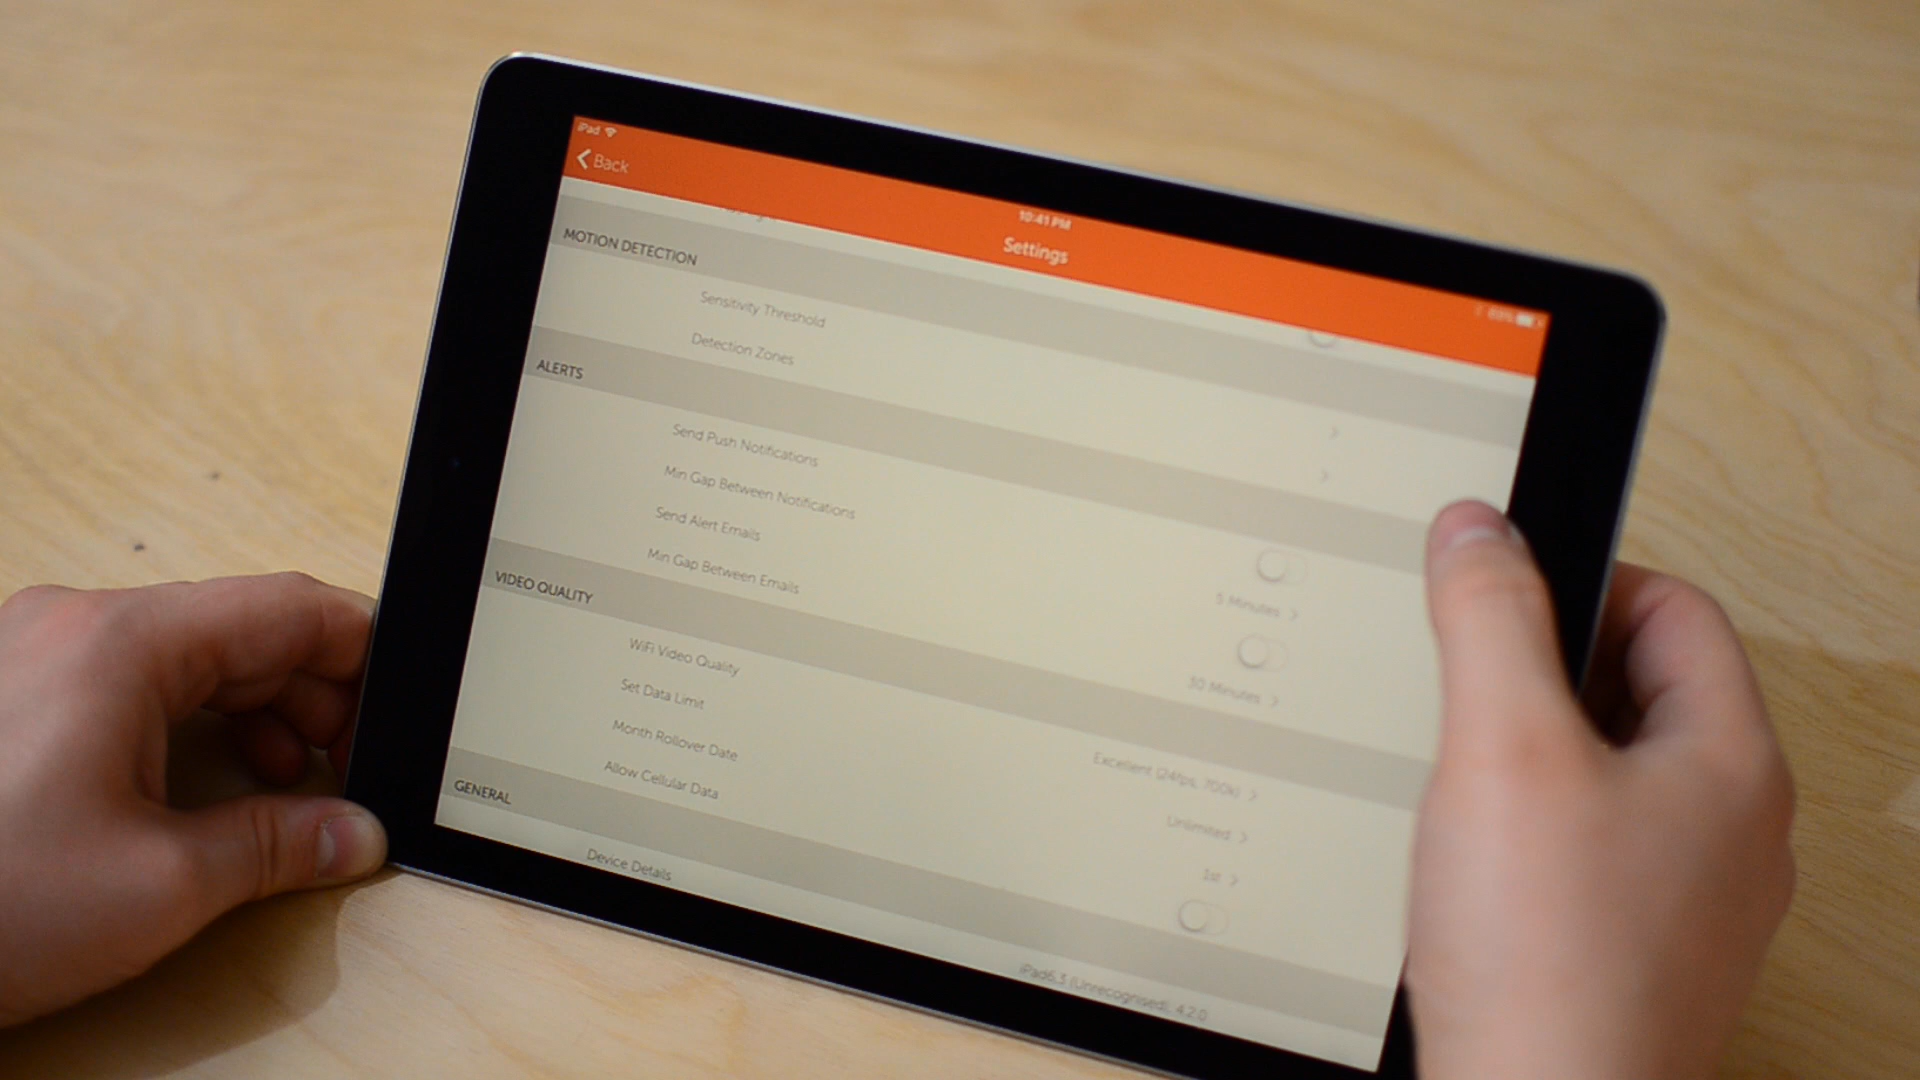 iPad
10:41 PM
Back
Settings
MOTION DETECTION
Sensitivity Threshold
Detection Zones
ALERTS
Send Push Notifications
Min Gap Between Notifications
5 Minutes
Send Alert Emails
Min Gap Between Emails
30 Minutes
VIDEO QUALITY
WiFi Video Quality
Excellent (24fps, 700k)
Set Data Limit
Unlimited
Month Rollover Date
1st
Allow Cellular Data
GENERAL
Device Details
iPad6,3 (Unrecognised), 4.2.0